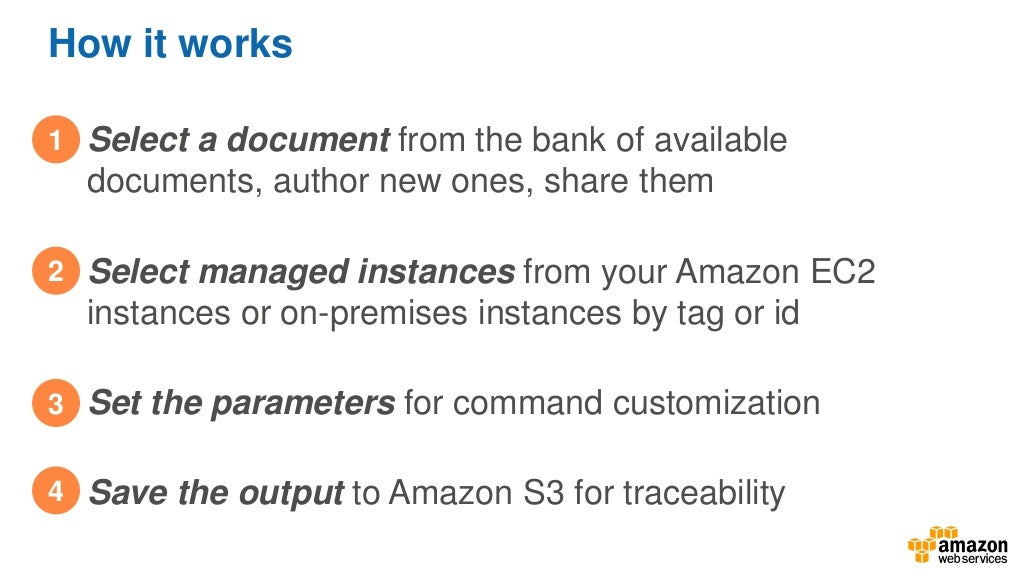 How it works
1 Select a document from the bank of available
documents, author new ones, share them
2 Select managed instances from your Amazon EC2
instances or on-premises instances by tag or id
3 Set the parameters for command customization
4 Save the output to Amazon S3 for traceability
amazon
webservices